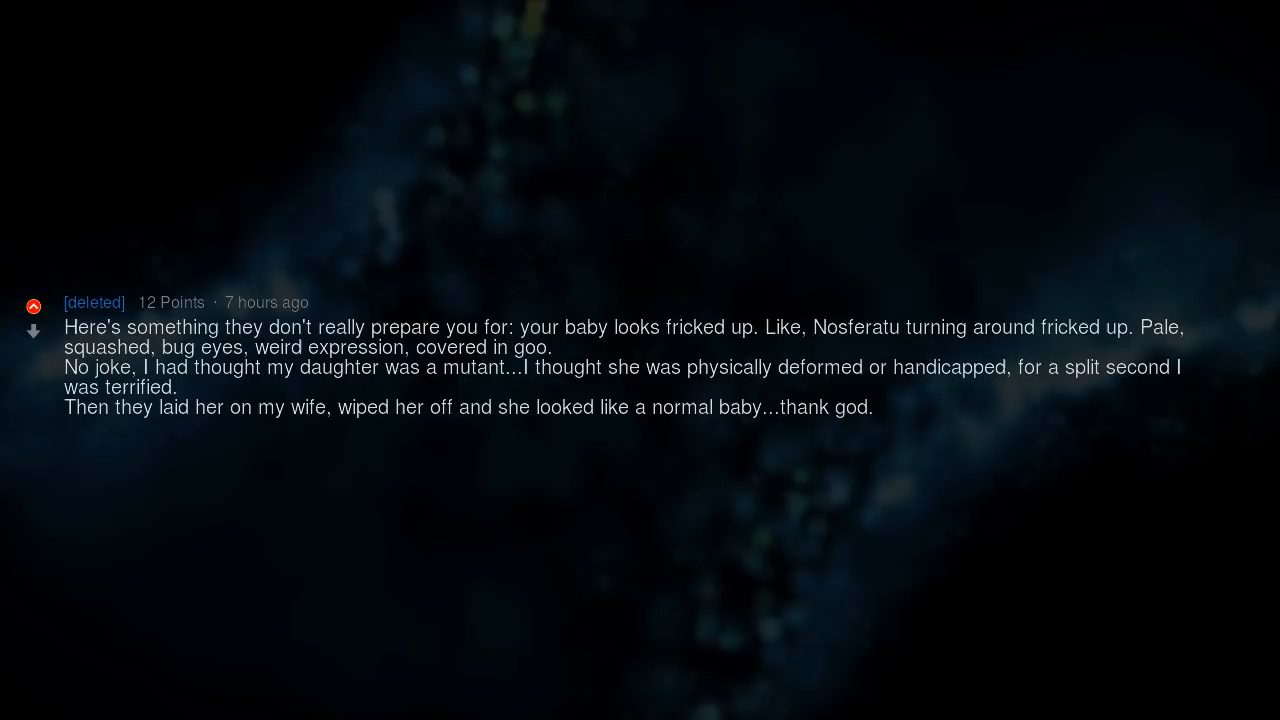 [deleted] 12 Points · 7 hours ago
Here's something they don't really prepare you for: your baby looks fricked up. Like, Nosferatu turning around fricked up. Pale,
squashed, bug eyes, weird expression, covered in goo.
No joke, I had thought my daughter was a mutant...I thought she was physically deformed or handicapped, for a split second I
was terrified.
Then they laid her on my wife, wiped her off and she looked like a normal baby...thank god.